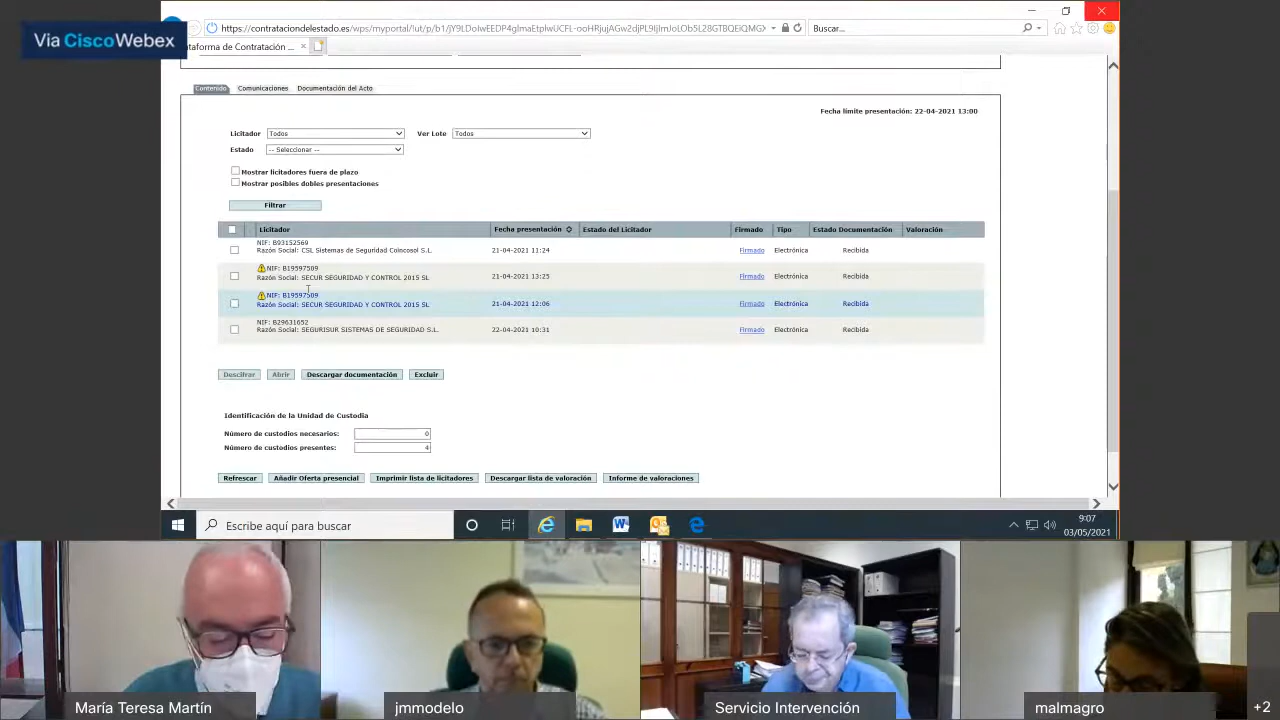 Via Cisco Webex
https://contrataciondelestado.es/wps/myportal/!ut/p/b1/
Buscar...
ataforma de Contratación ...
Contenido Comunicaciones Documentación del Acto
Fecha límite presentación: 22-04-2021 13:00
Licitador Todos Ver Lote Todos
Estado -- Seleccionar --
Mostrar licitadores fuera de plazo
Mostrar posibles dobles presentaciones
Filtrar
Licitador Fecha presentación Estado del Licitador Firmado Tipo Estado Documentación Valoración
NIF: B93152569
Razón Social: CSL Sistemas de Seguridad Coincosol S.L. 21-04-2021 11:24 Firmado Electrónica Recibida
NIF: B19597509
Razón Social: SECUR SEGURIDAD Y CONTROL 2015 SL 21-04-2021 13:25 Firmado Electrónica Recibida
NIF: B19597509
Razón Social: SECUR SEGURIDAD Y CONTROL 2015 SL 21-04-2021 12:06 Firmado Electrónica Recibida
NIF: B29631652
Razón Social: SEGURISUR SISTEMAS DE SEGURIDAD S.L. 22-04-2021 10:31 Firmado Electrónica Recibida
Descifrar Abrir Descargar documentación Excluir
Identificación de la Unidad de Custodia
Número de custodios necesarios: 0
Número de custodios presentes: 4
Refrescar Añadir Oferta presencial Imprimir lista de licitadores Descargar lista de valoración Informe de valoraciones
Escribe aquí para buscar
9:07
03/05/2021
María Teresa Martín jmmodelo Servicio Intervención malmagro +2